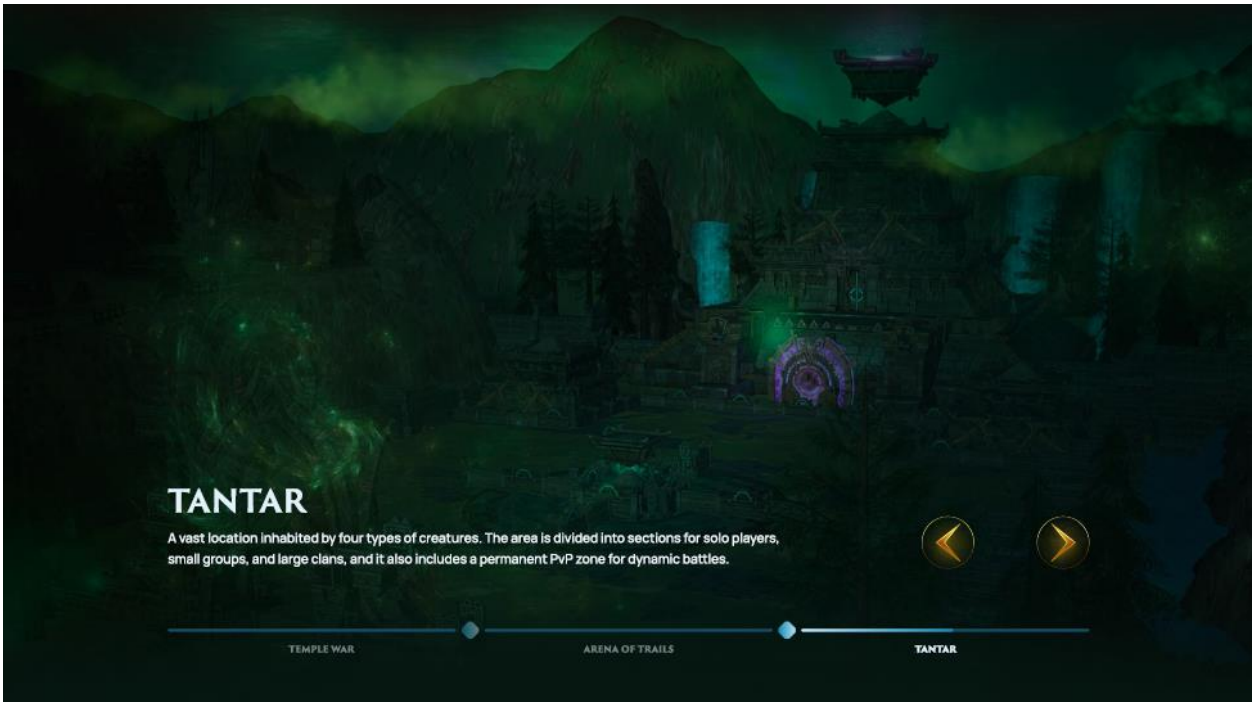 TANTAR
A vast location inhabited by four types of creatures. The area is divided into sections for solo players,
small groups, and large clans, and it also includes a permanent PvP zone for dynamic battles.
TEMPLE WAR
ARENA OF TRAILS
TANTAR